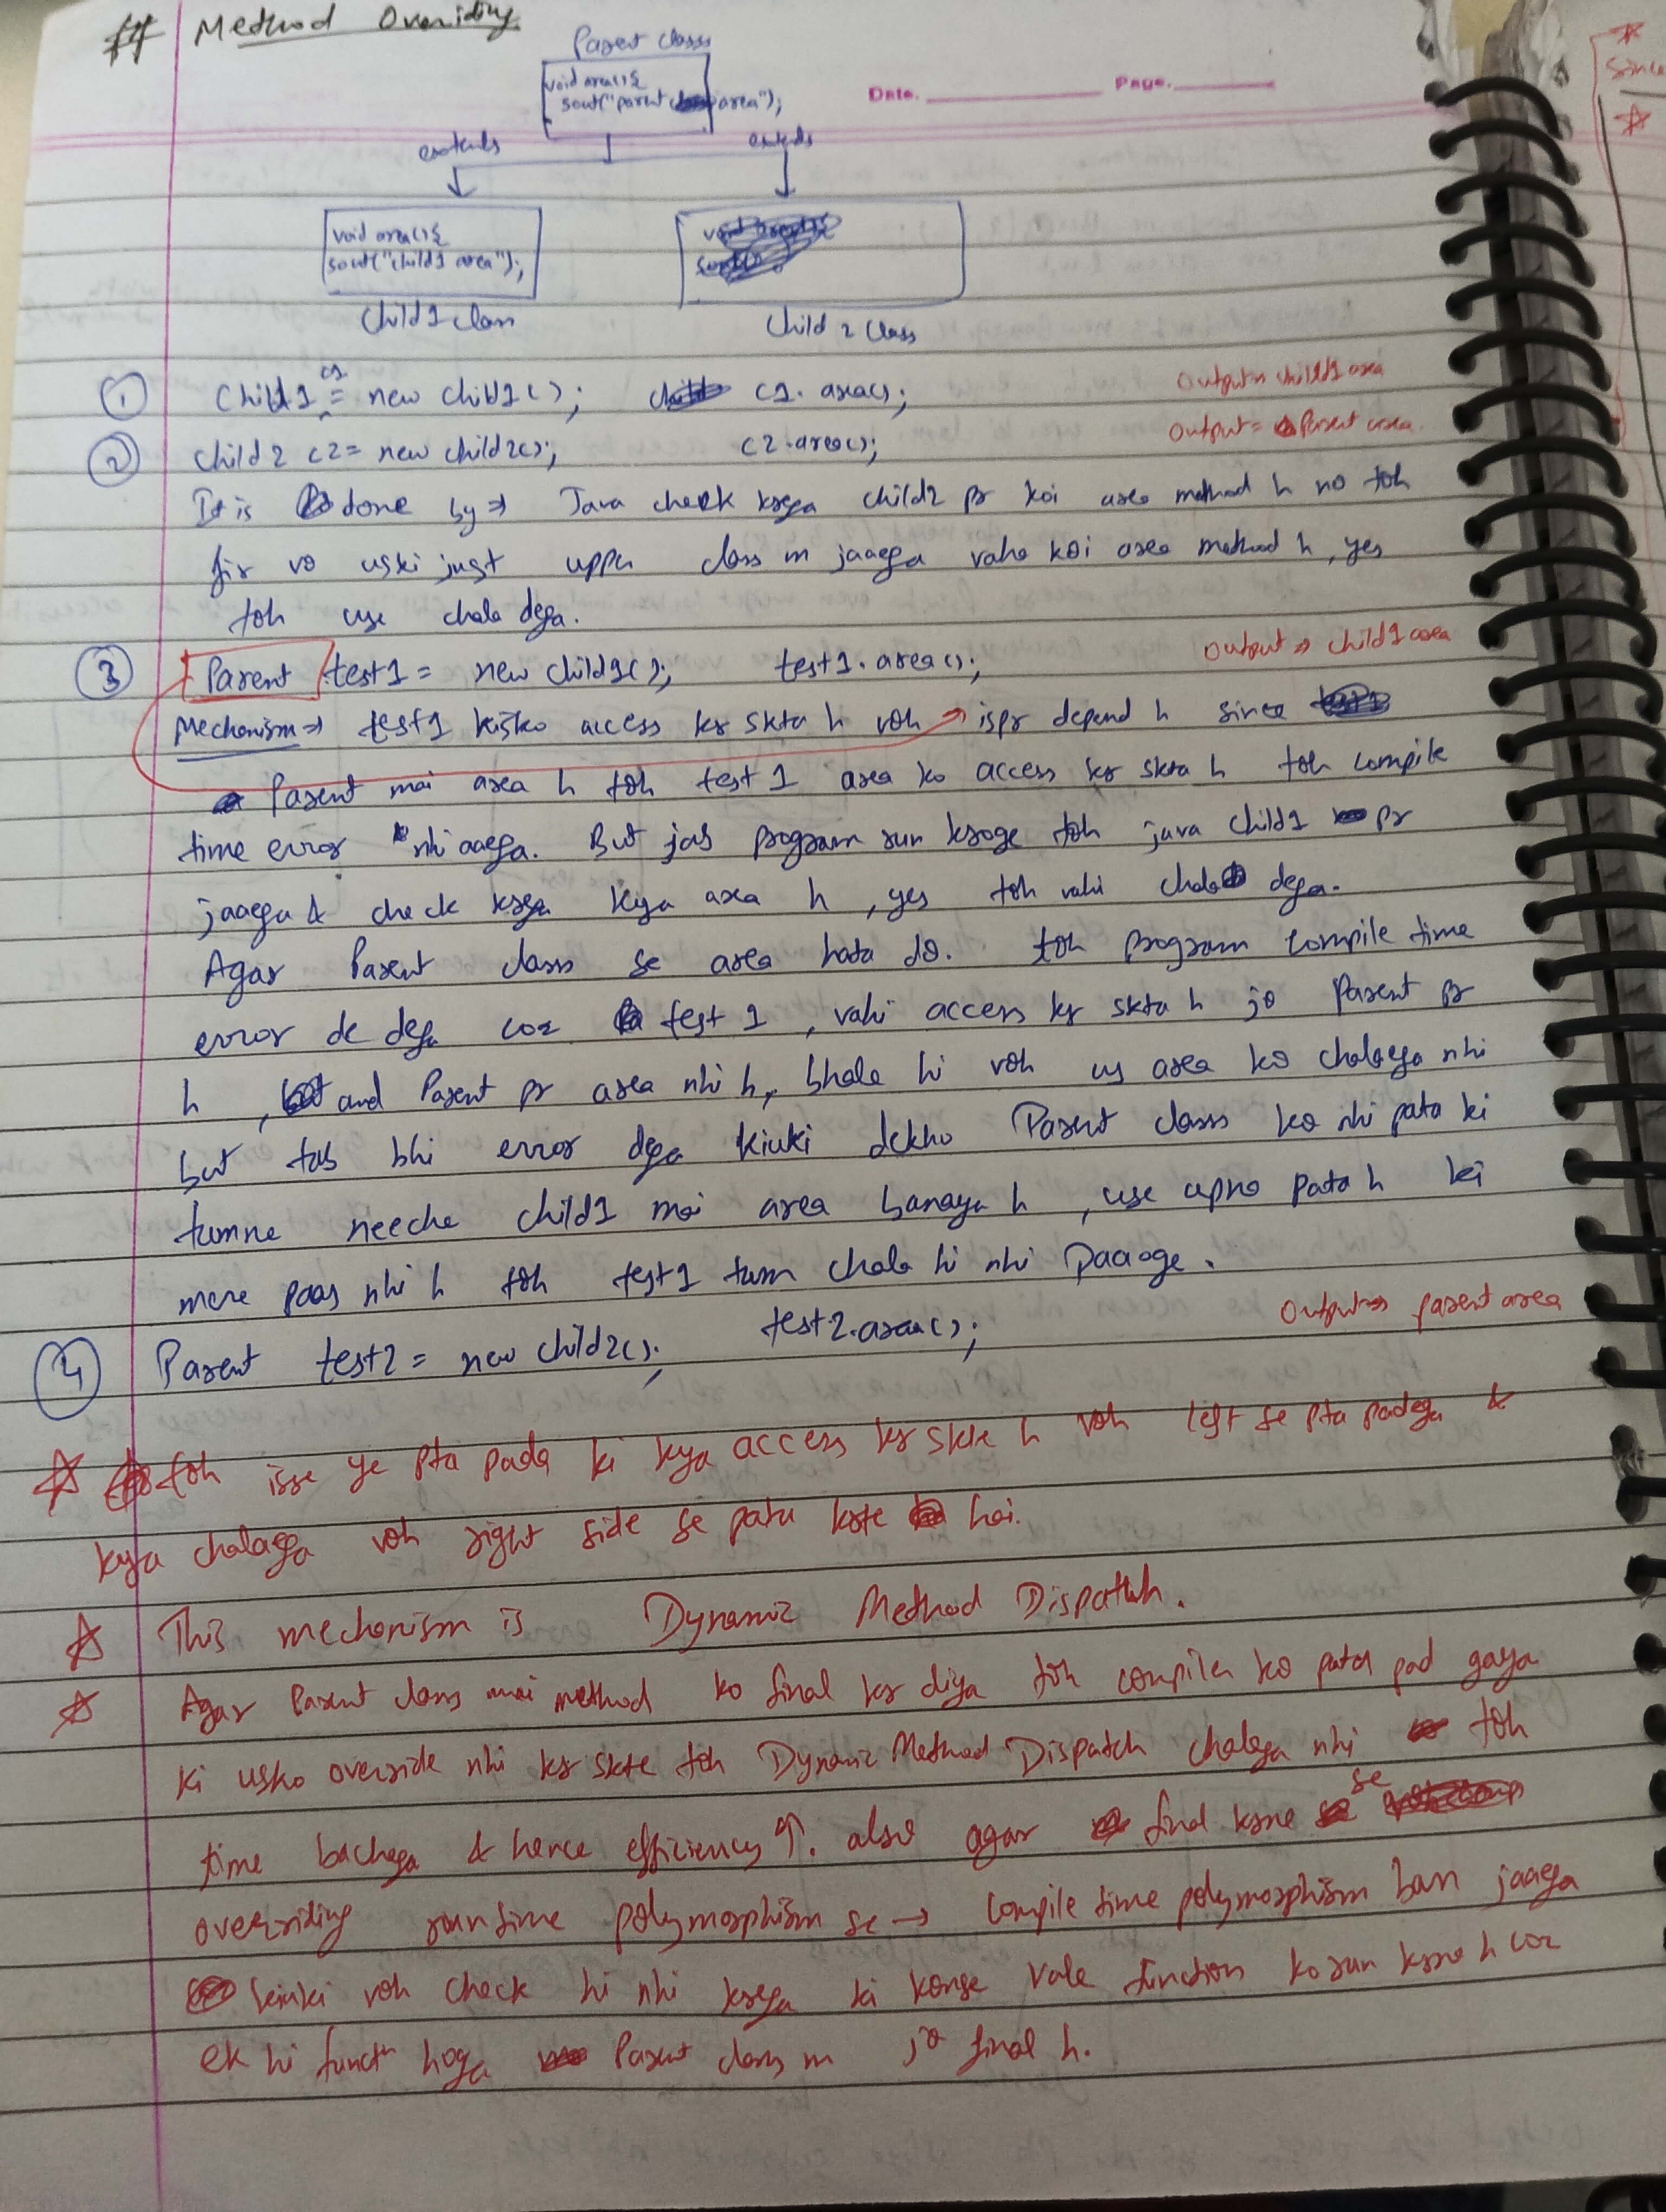 ## Method Overiding
Parent class
void area(){
sout("parent area");
Date. Page.
extends extends
void area(){
sout("child1 area");
Child1 class Child 2 Class
① Child1 c1 = new child1(); c1. area(); Output => child1 area
② Child2 c2 = new child2(); c2.area(); Output = Parent area.
It is done by => Java check krega child2 pr koi area method h no toh
fir vo uski just upper class m jaaega vaha koi area method h, yes
toh use chala dega.
③ Parent test1 = new child1(); test1. area(); Output => child1 area
Mechanism => test1 kisko access kr skta h voh ispr depend h since
Parent mai area h toh test 1 area ko access kr skta h toh compile
time error nhi aaega. But jab program run kroge toh java child1 pr
jaaega & check krega kiya area h, yes toh vahi chala dega.
Agar Parent class se area hata do. toh program compile time
error de dega coz test 1, vahi access kr skta h jo Parent pr
h, and Parent pr area nhi h, bhale hi voh us area ko chalaega nhi
but tab bhi error dega kiuki dekho Parent class ko nhi pata ki
tumne neeche child1 mai area banaya h, use apna pata h ki
mere paas nhi h toh test1 tum chala hi nhi paaoge.
④ Parent test2 = new child2(); test2.area(); Output => parent area
☆ toh isse ye pta pada ki kya access kr skte h voh left se pta padega &
kya chalaega voh right side se pata krte hai.
☆ This mechanism is Dynamic Method Dispatch.
☆ Agar Parent class mai method ko final kr diya toh compiler ko pata pad gaya
ki usko override nhi kr skte toh Dynamic Method Dispatch chalega nhi toh
time bachega & hence efficiency ↑. also agar final krne se
overriding runtime polymorphism se → compile time polymorphism ban jaaega
kiuki voh check hi nhi krega ki konse vale function ko run krna h coz
ek hi functn hoga Parent class m jo final h.
☆
Since
☆